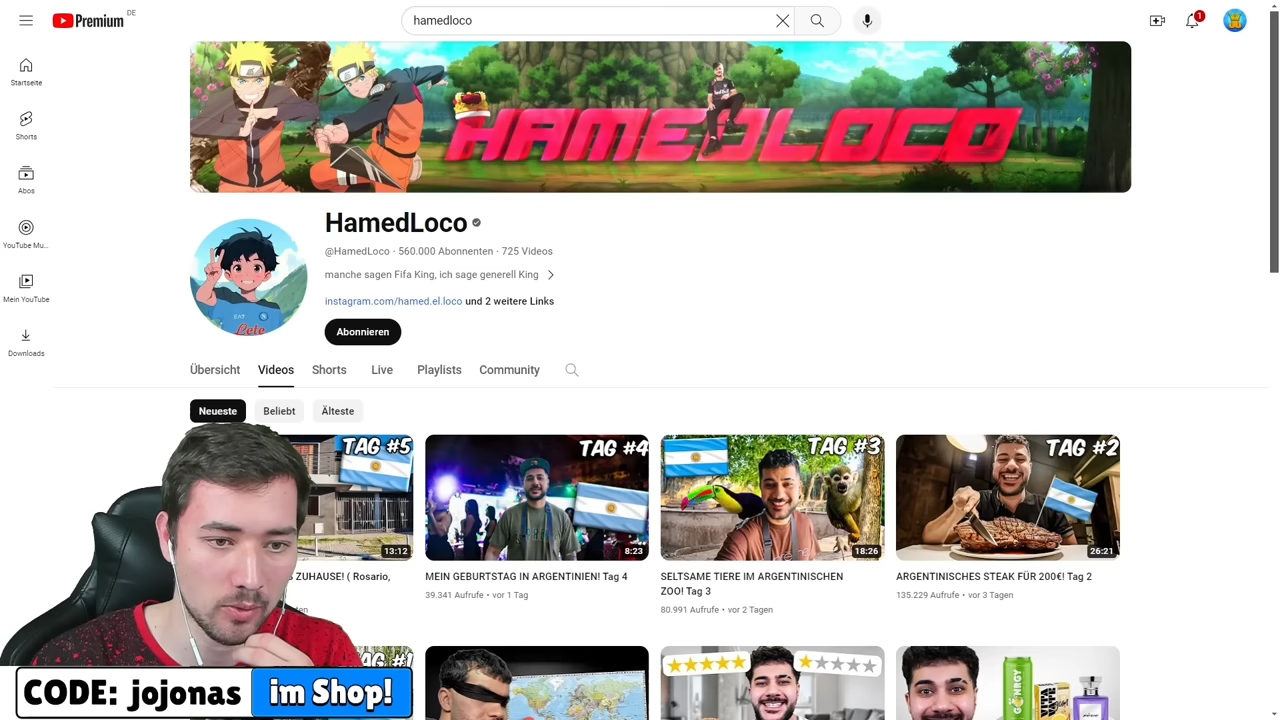 Premium DE
hamedloco
1
Startseite
Shorts
Abos
YouTube Mu...
Mein YouTube
Downloads
HAMEDLOCO
HamedLoco
@HamedLoco · 560.000 Abonnenten · 725 Videos
manche sagen Fifa King, ich sage generell King
instagram.com/hamed.el.loco und 2 weitere Links
Abonnieren
Übersicht Videos Shorts Live Playlists Community
Neueste Beliebt Älteste
TAG #5
13:12
TAG #4
8:23
TAG #3
18:26
TAG #2
26:21
ZUHAUSE! ( Rosario,
MEIN GEBURTSTAG IN ARGENTINIEN! Tag 4
39.341 Aufrufe • vor 1 Tag
SELTSAME TIERE IM ARGENTINISCHEN
ZOO! Tag 3
80.991 Aufrufe • vor 2 Tagen
ARGENTINISCHES STEAK FÜR 200€! Tag 2
135.229 Aufrufe • vor 3 Tagen
CODE: jojonas im Shop!